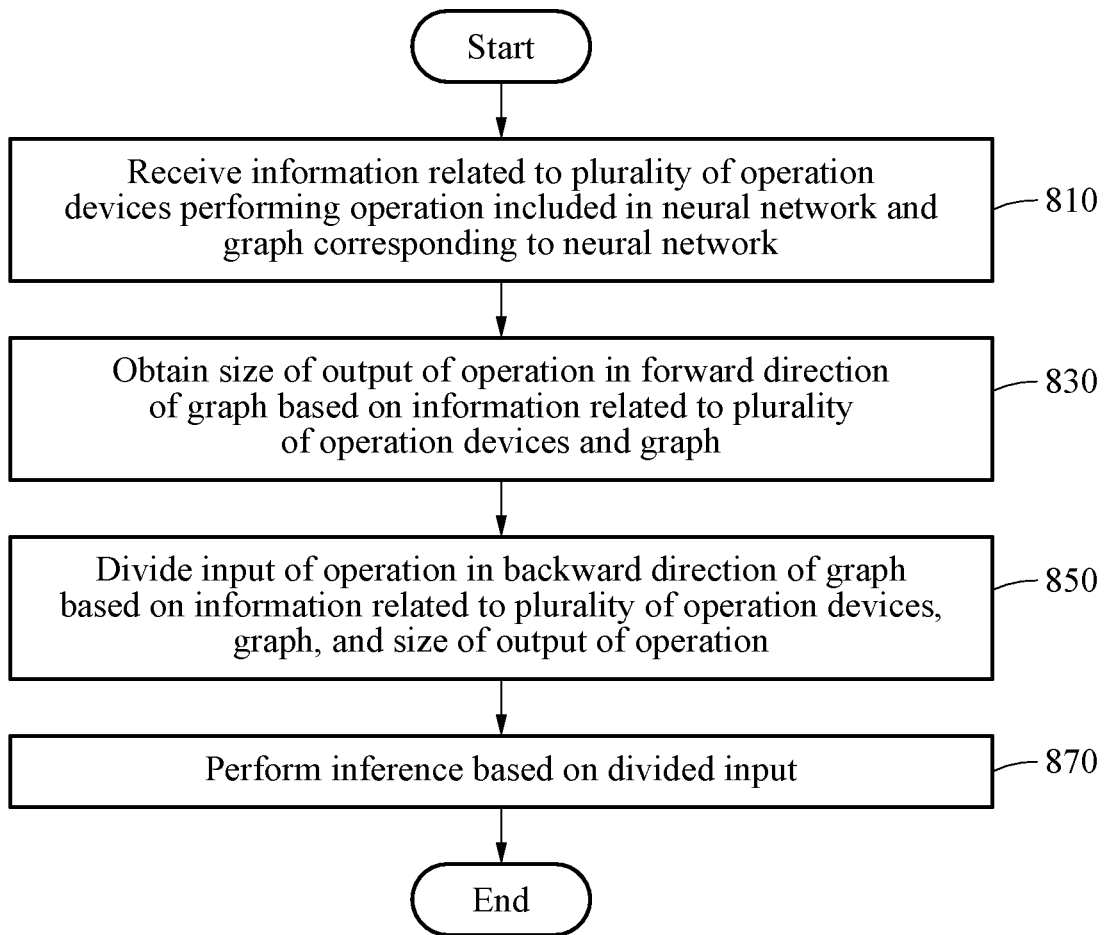 Start
Receive information related to plurality of operation
devices performing operation included in neural network and
graph corresponding to neural network
810
Obtain size of output of operation in forward direction
of graph based on information related to plurality
of operation devices and graph
830
Divide input of operation in backward direction of graph
based on information related to plurality of operation devices,
graph, and size of output of operation
850
Perform inference based on divided input
870
End